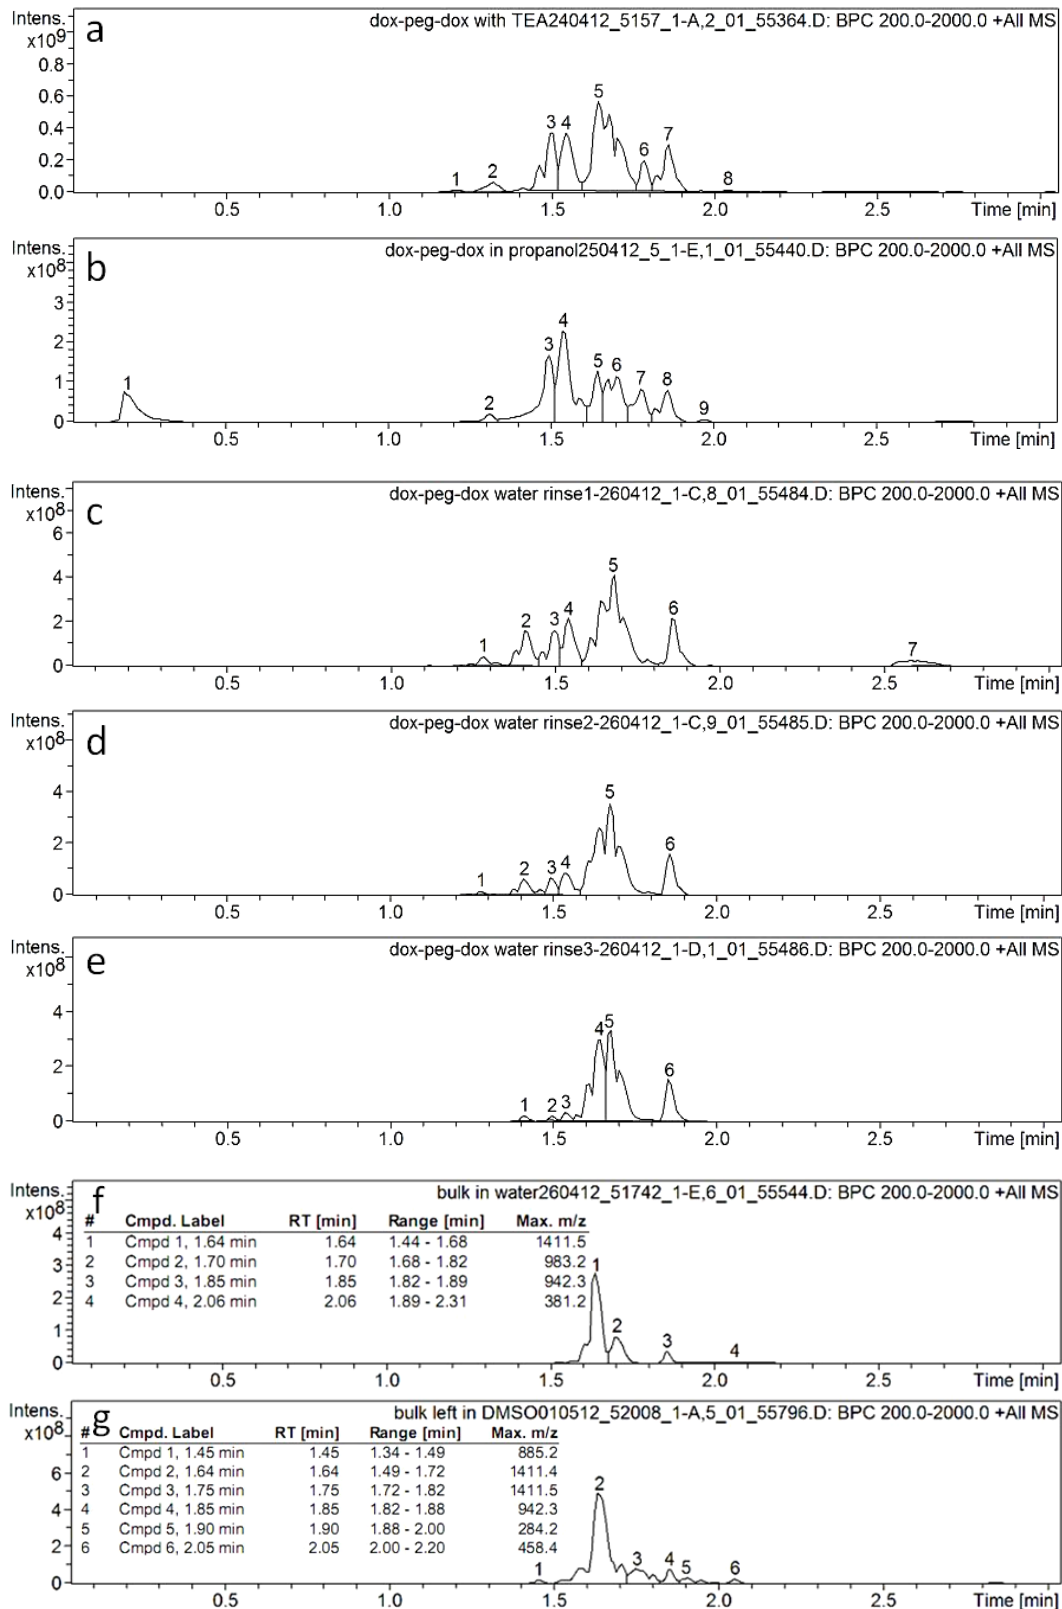 Intens.
x10⁹
a
dox-peg-dox with TEA240412_5157_1-A,2_01_55364.D: BPC 200.0-2000.0 +All MS
0.8
0.6
0.4
0.2
0.0
1 2 3 4 5 6 7 8
0.5 1.0 1.5 2.0 2.5 Time [min]
Intens.
x10⁸
b
dox-peg-dox in propanol250412_5_1-E,1_01_55440.D: BPC 200.0-2000.0 +All MS
3
2
1
0
1 2 3 4 5 6 7 8 9
0.5 1.0 1.5 2.0 2.5 Time [min]
Intens.
x10⁸
c
dox-peg-dox water rinse1-260412_1-C,8_01_55484.D: BPC 200.0-2000.0 +All MS
6
4
2
0
1 2 3 4 5 6 7
0.5 1.0 1.5 2.0 2.5 Time [min]
Intens.
x10⁸
d
dox-peg-dox water rinse2-260412_1-C,9_01_55485.D: BPC 200.0-2000.0 +All MS
4
2
0
1 2 3 4 5 6
0.5 1.0 1.5 2.0 2.5 Time [min]
Intens.
x10⁸
e
dox-peg-dox water rinse3-260412_1-D,1_01_55486.D: BPC 200.0-2000.0 +All MS
4
2
0
1 2 3 4 5 6
0.5 1.0 1.5 2.0 2.5 Time [min]
Intens.
x10⁸
f
bulk in water260412_51742_1-E,6_01_55544.D: BPC 200.0-2000.0 +All MS
# Cmpd. Label RT [min] Range [min] Max. m/z
1 Cmpd 1, 1.64 min 1.64 1.44 - 1.68 1411.5
2 Cmpd 2, 1.70 min 1.70 1.68 - 1.82 983.2
3 Cmpd 3, 1.85 min 1.85 1.82 - 1.89 942.3
4 Cmpd 4, 2.06 min 2.06 1.89 - 2.31 381.2
4
3
2
1
0
1 2 3 4
0.5 1.0 1.5 2.0 2.5 Time [min]
Intens.
x10⁸
g
bulk left in DMSO010512_52008_1-A,5_01_55796.D: BPC 200.0-2000.0 +All MS
# Cmpd. Label RT [min] Range [min] Max. m/z
1 Cmpd 1, 1.45 min 1.45 1.34 - 1.49 885.2
2 Cmpd 2, 1.64 min 1.64 1.49 - 1.72 1411.4
3 Cmpd 3, 1.75 min 1.75 1.72 - 1.82 1411.5
4 Cmpd 4, 1.85 min 1.85 1.82 - 1.88 942.3
5 Cmpd 5, 1.90 min 1.90 1.88 - 2.00 284.2
6 Cmpd 6, 2.05 min 2.05 2.00 - 2.20 458.4
6
4
2
0
1 2 3 4 5 6
0.5 1.0 1.5 2.0 2.5 Time [min]